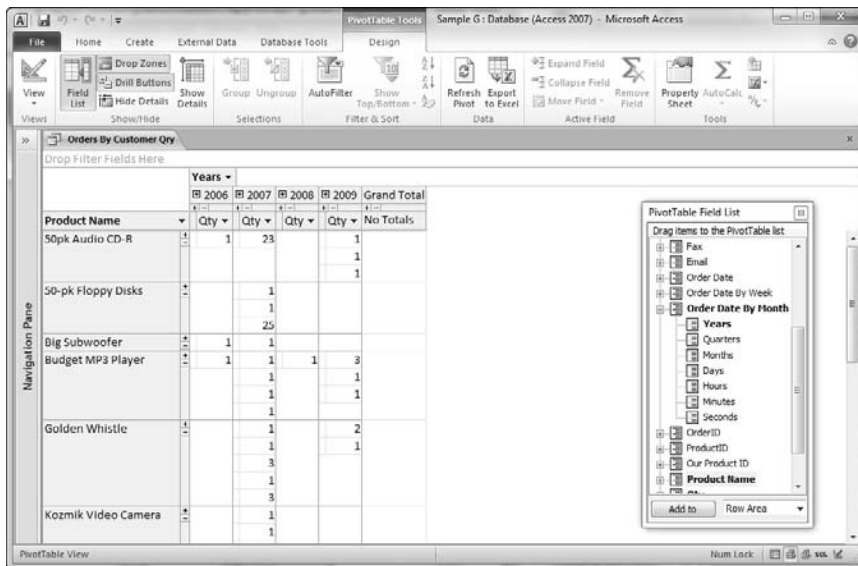 A
PivotTable Tools
Sample G : Database (Access 2007) - Microsoft Access
File Home Create External Data Database Tools Design
View
Views
Field List
Drop Zones
Drill Buttons
Hide Details
Show Details
Show/Hide
Group Ungroup
Selections
AutoFilter
Show Top/Bottom
Filter & Sort
Refresh Pivot
Export to Excel
Data
Expand Field
Collapse Field
Move Field
Remove Field
Active Field
Property Sheet
AutoCalc
Tools
Orders By Customer Qry
Drop Filter Fields Here
Years
2006 2007 2008 2009 Grand Total
Product Name Qty Qty Qty Qty No Totals
50pk Audio CD-R 1 23 1
1
1
50-pk Floppy Disks 1
1
25
Big Subwoofer 1 1
Budget MP3 Player 1 1 1 3
1 1
1 1
1
Golden Whistle 1 2
1 1
3
1
3
Kozmik Video Camera 1
1
Navigation Pane
PivotTable Field List
Drag items to the PivotTable list
Fax
Email
Order Date
Order Date By Week
Order Date By Month
Years
Quarters
Months
Days
Hours
Minutes
Seconds
OrderID
ProductID
Our Product ID
Product Name
Add to Row Area
PivotTable View
Num Lock
SQL